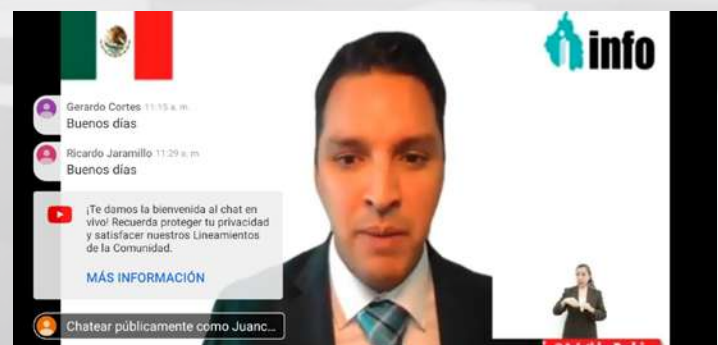 info
Gerardo Cortes 11:15 a. m.
Buenos días
Ricardo Jaramillo 11:29 a. m.
Buenos días
¡Te damos la bienvenida al chat en
vivo! Recuerda proteger tu privacidad
y satisfacer nuestros Lineamientos
de la Comunidad.
MÁS INFORMACIÓN
Chatear públicamente como Juanc...